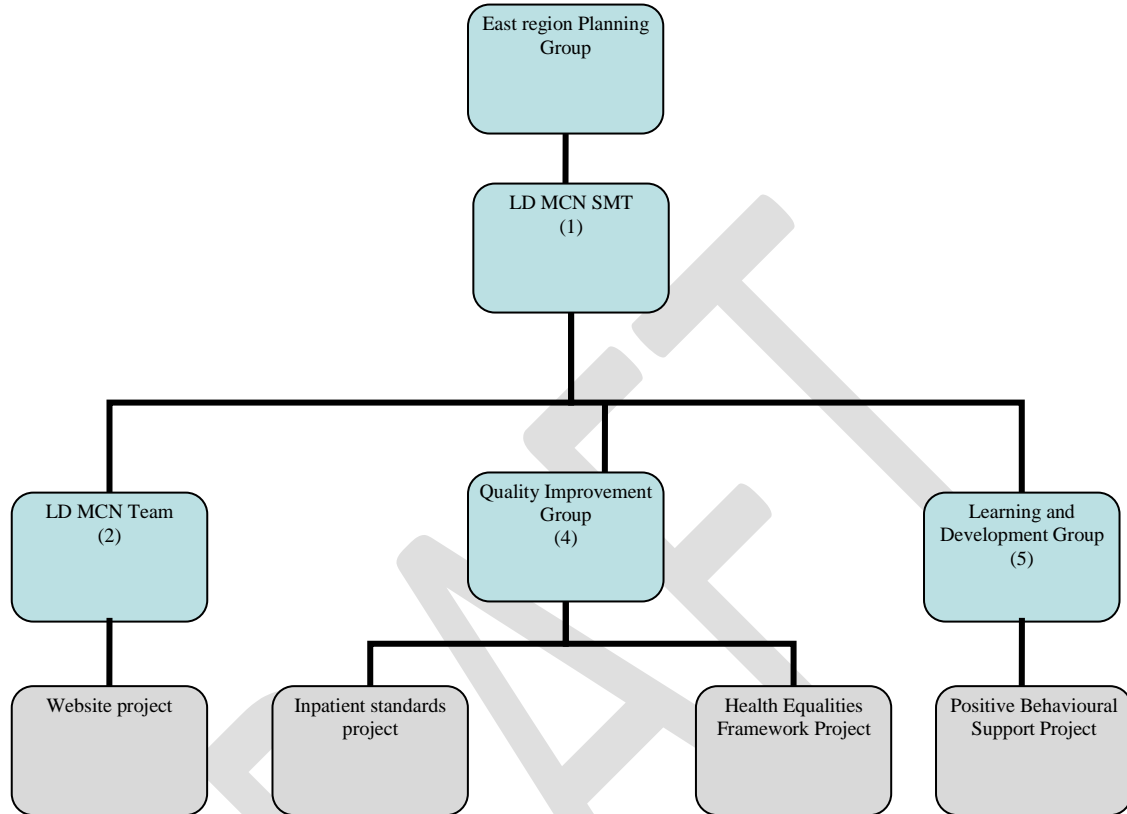 East region Planning
Group
LD MCN SMT
(1)
LD MCN Team
(2)
Quality Improvement
Group
(4)
Learning and
Development Group
(5)
Website project
Inpatient standards
project
Health Equalities
Framework Project
Positive Behavioural
Support Project
DRAFT